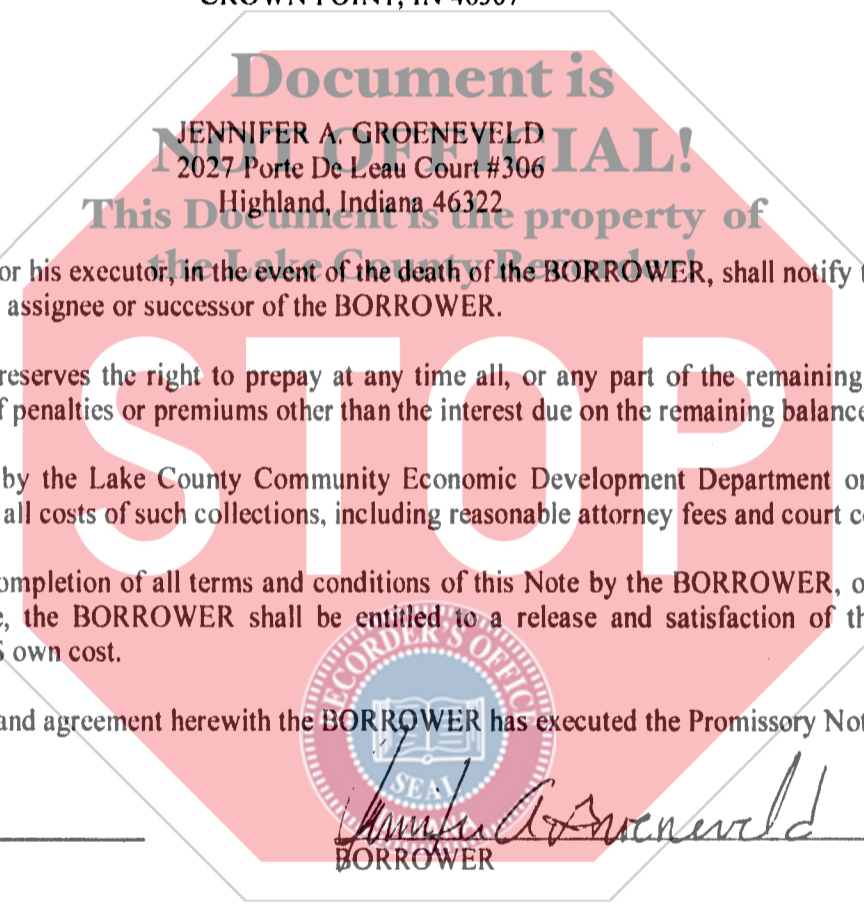 CROWN POINT, IN 46307
Document is
NOT OFFICIAL!
This Document is the property of
the Lake County Recorder!
JENNIFER A. GROENEVELD
2027 Porte De Leau Court #306
Highland, Indiana 46322
or his executor, in the event of the death of the BORROWER, shall notify
assignee or successor of the BORROWER.
reserves the right to prepay at any time all, or any part of the remaining
f penalties or premiums other than the interest due on the remaining balance
STOP
by the Lake County Community Economic Development Department or
all costs of such collections, including reasonable attorney fees and court
ompletion of all terms and conditions of this Note by the BORROWER, o
, the BORROWER shall be entitled to a release and satisfaction of th
S own cost.
RECORDER'S OFFIC
SEAL
and agreement herewith the BORROWER has executed the Promissory Not
Jennifer A Groeneveld
BORROWER